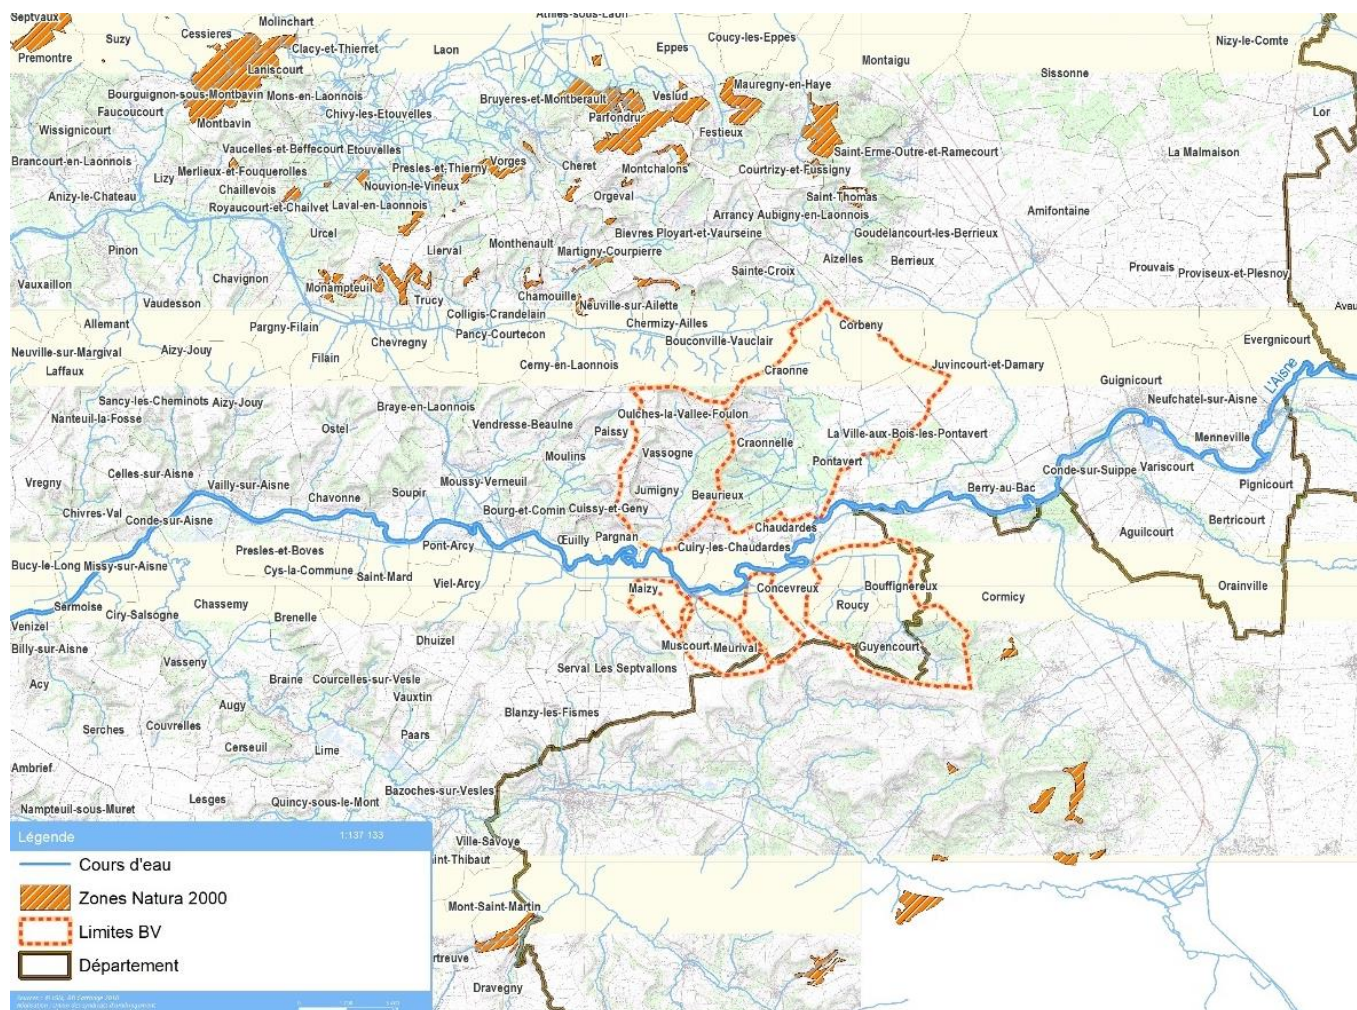 Septvaux
Molinchart
Athies-sous-Laon
Suzy
Cessieres
Clacy-et-Thierret
Laon
Eppes
Coucy-les-Eppes
Nizy-le-Comte
Premontre
Laniscourt
Montaigu
Sissonne
Bourguignon-sous-Montbavin
Mons-en-Laonnois
Bruyeres-et-Montberault
Veslud
Mauregny-en-Haye
Faucoucourt
Montbavin
Chivy-les-Etouvelles
Parfondru
Festieux
Lor
Wissignicourt
Vaucelles-et-Beffecourt
Etouvelles
Saint-Erme-Outre-et-Ramecourt
La Malmaison
Brancourt-en-Laonnois
Merlieux-et-Fouquerolles
Presles-et-Thierny
Vorges
Cheret
Montchalons
Courtrizy-et-Fussigny
Lizy
Chaillevois
Nouvion-le-Vineux
Anizy-le-Chateau
Royaucourt-et-Chailvet
Laval-en-Laonnois
Orgeval
Saint-Thomas
Arrancy
Aubigny-en-Laonnois
Amifontaine
Urcel
Bievres
Ployart-et-Vaurseine
Goudelancourt-les-Berrieux
Pinon
Lierval
Monthenault
Martigny-Courpierre
Aizelles
Berrieux
Chavignon
Sainte-Croix
Prouvais
Proviseux-et-Plesnoy
Vauxaillon
Monampteuil
Vaudesson
Trucy
Chamouille
Neuville-sur-Ailette
Allemant
Pargny-Filain
Colligis-Crandelain
Chermizy-Ailles
Corbeny
Chevregny
Pancy-Courtecon
Bouconville-Vauclair
Evergnicourt
Neuville-sur-Margival
Aizy-Jouy
Filain
Cerny-en-Laonnois
Craonne
Juvincourt-et-Damary
Laffaux
Guignicourt
L'Aisne
Sancy-les-Cheminots
Aizy-Jouy
Braye-en-Laonnois
Oulches-la-Vallee-Foulon
Neufchatel-sur-Aisne
Nanteuil-la-Fosse
Ostel
Vendresse-Beaulne
Paissy
Craonnelle
La Ville-aux-Bois-les-Pontavert
Menneville
Moulins
Vassogne
Pontavert
Celles-sur-Aisne
Conde-sur-Suippe
Variscourt
Vregny
Vailly-sur-Aisne
Chavonne
Soupir
Moussy-Verneuil
Jumigny
Beaurieux
Berry-au-Bac
Pignicourt
Chivres-Val
Conde-sur-Aisne
Bourg-et-Comin
Cuissy-et-Geny
Chaudardes
Bertricourt
Œuilly
Pargnan
Aguilcourt
Presles-et-Boves
Pont-Arcy
Cuiry-les-Chaudardes
Bucy-le-Long
Missy-sur-Aisne
Cys-la-Commune
Saint-Mard
Viel-Arcy
Maizy
Concevreux
Bouffignereux
Orainville
Sermoise
Ciry-Salsogne
Chassemy
Brenelle
Roucy
Cormicy
Venizel
Billy-sur-Aisne
Dhuizel
Muscourt
Meurival
Guyencourt
Vasseny
Serval
Les Septvallons
Acy
Braine
Courcelles-sur-Vesle
Augy
Vauxtin
Serches
Couvrelles
Blanzy-les-Fismes
Cerseuil
Lime
Paars
Ambrief
Bazoches-sur-Vesles
Nampteuil-sous-Muret
Lesges
Quincy-sous-le-Mont
Légende
1:137 133
Ville-Savoye
Cours d'eau
Zones Natura 2000
Mont-Saint-Martin
Limites BV
Département
Dravegny